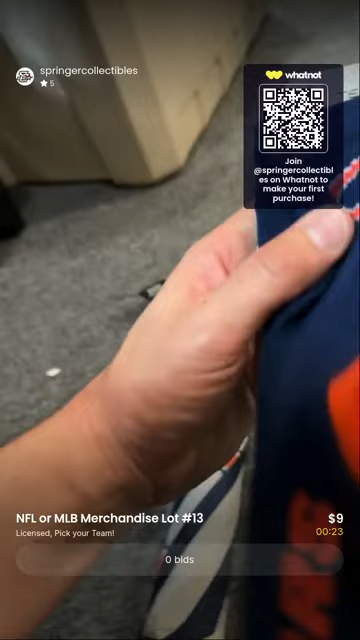 springercollectibles
★ 5
whatnot
Join
@springercollectibl
es on Whatnot to
make your first
purchase!
NFL or MLB Merchandise Lot #13
$9
Licensed, Pick your Team!
00:23
0 bids